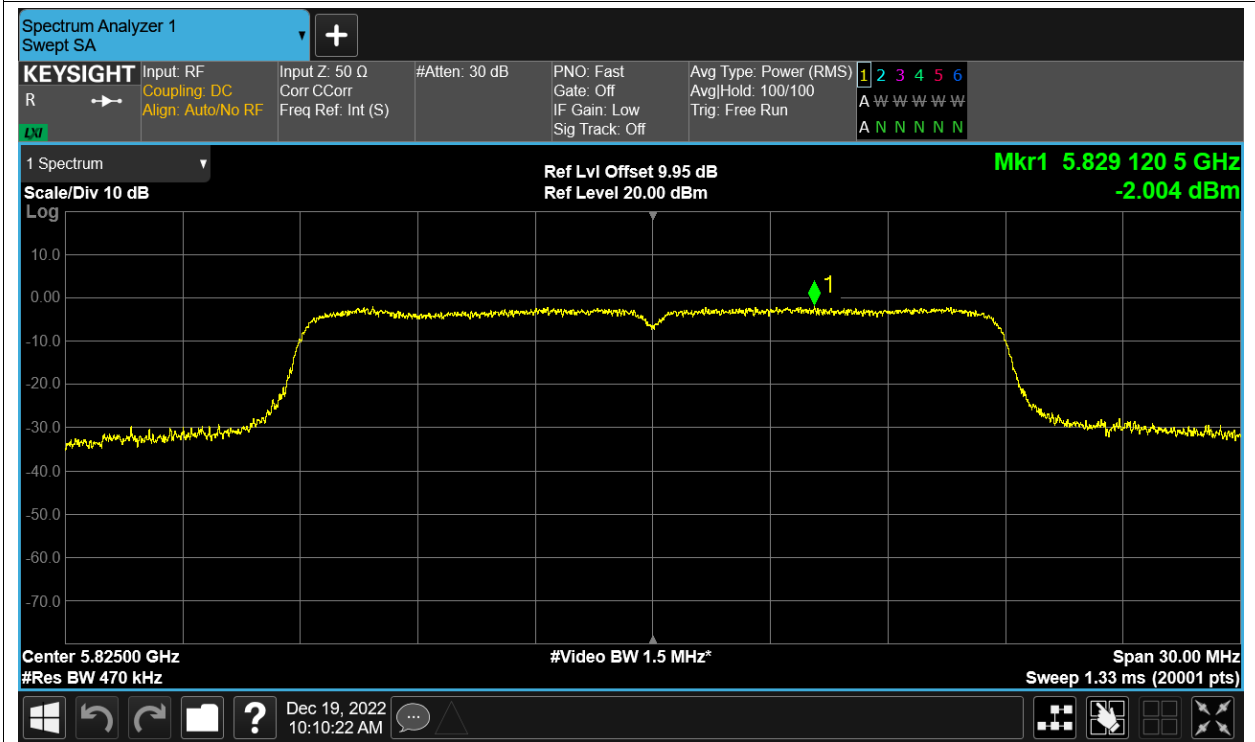 Spectrum Analyzer 1
Swept SA
+
KEYSIGHT
R
LXI
Input: RF
Coupling: DC
Align: Auto/No RF
Input Z: 50 Ω
Corr CCorr
Freq Ref: Int (S)
#Atten: 30 dB
PNO: Fast
Gate: Off
IF Gain: Low
Sig Track: Off
Avg Type: Power (RMS)
Avg|Hold: 100/100
Trig: Free Run
1 2 3 4 5 6
A W W W W W
A N N N N N
1 Spectrum
Scale/Div 10 dB
Log
Ref Lvl Offset 9.95 dB
Ref Level 20.00 dBm
Mkr1 5.829 120 5 GHz
-2.004 dBm
10.0
0.00
-10.0
-20.0
-30.0
-40.0
-50.0
-60.0
-70.0
1
Center 5.82500 GHz
#Res BW 470 kHz
#Video BW 1.5 MHz*
Span 30.00 MHz
Sweep 1.33 ms (20001 pts)
?
Dec 19, 2022
10:10:22 AM